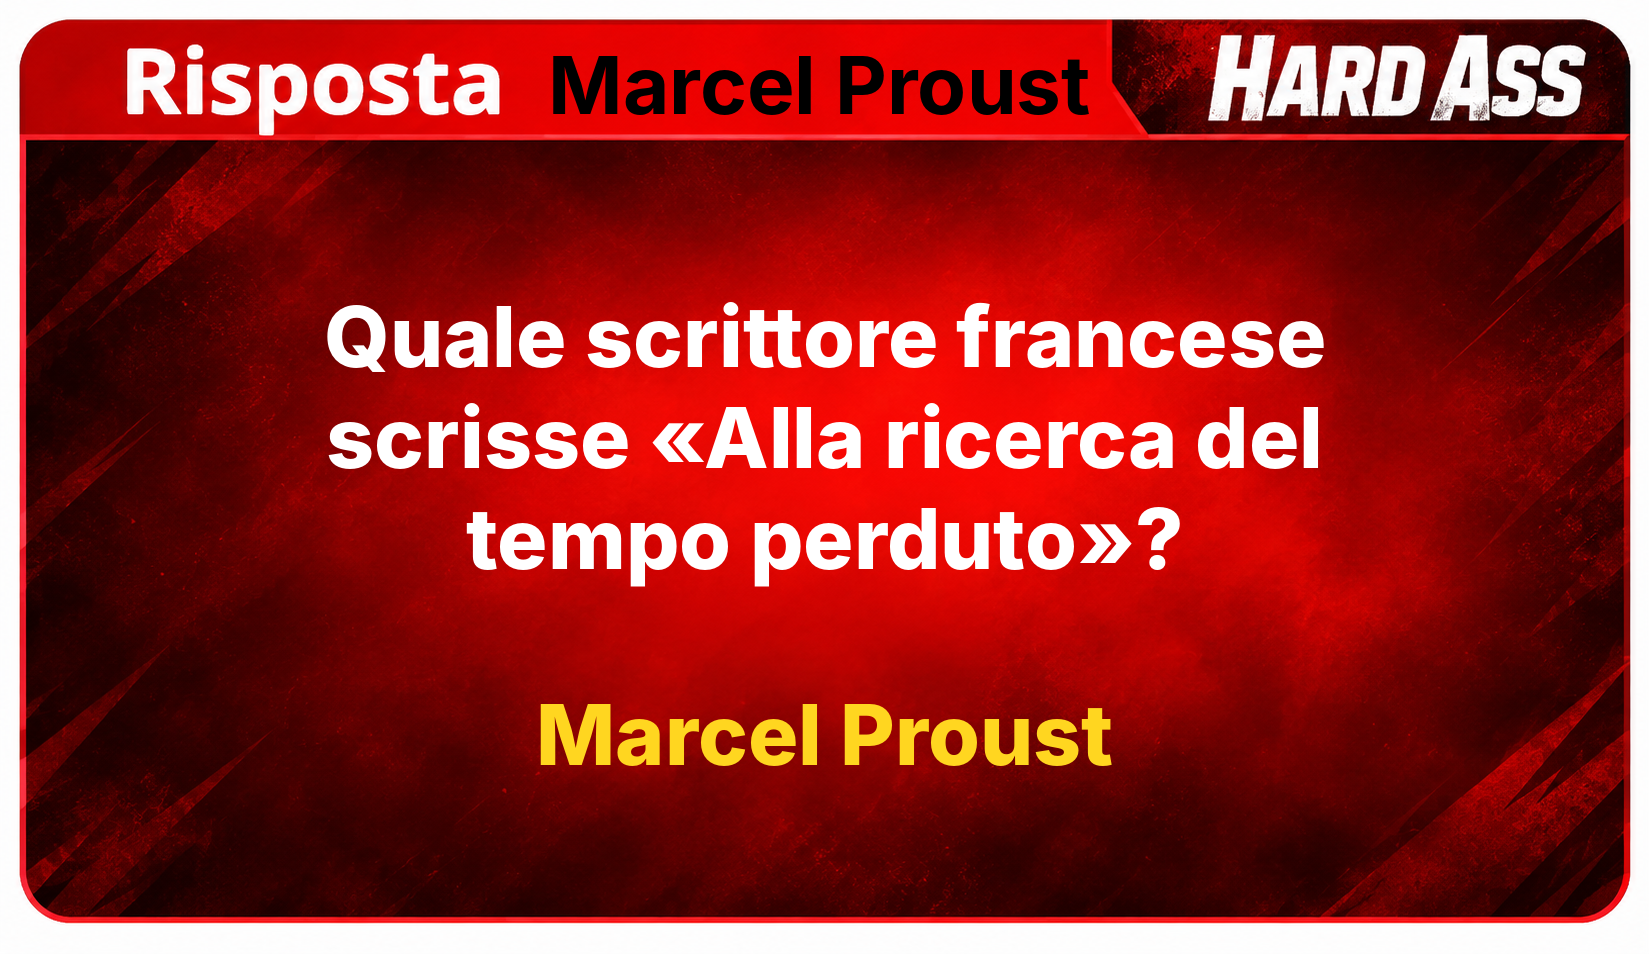 Risposta Marcel Proust HARD ASS
Quale scrittore francese
scrisse «Alla ricerca del
tempo perduto»?
Marcel Proust